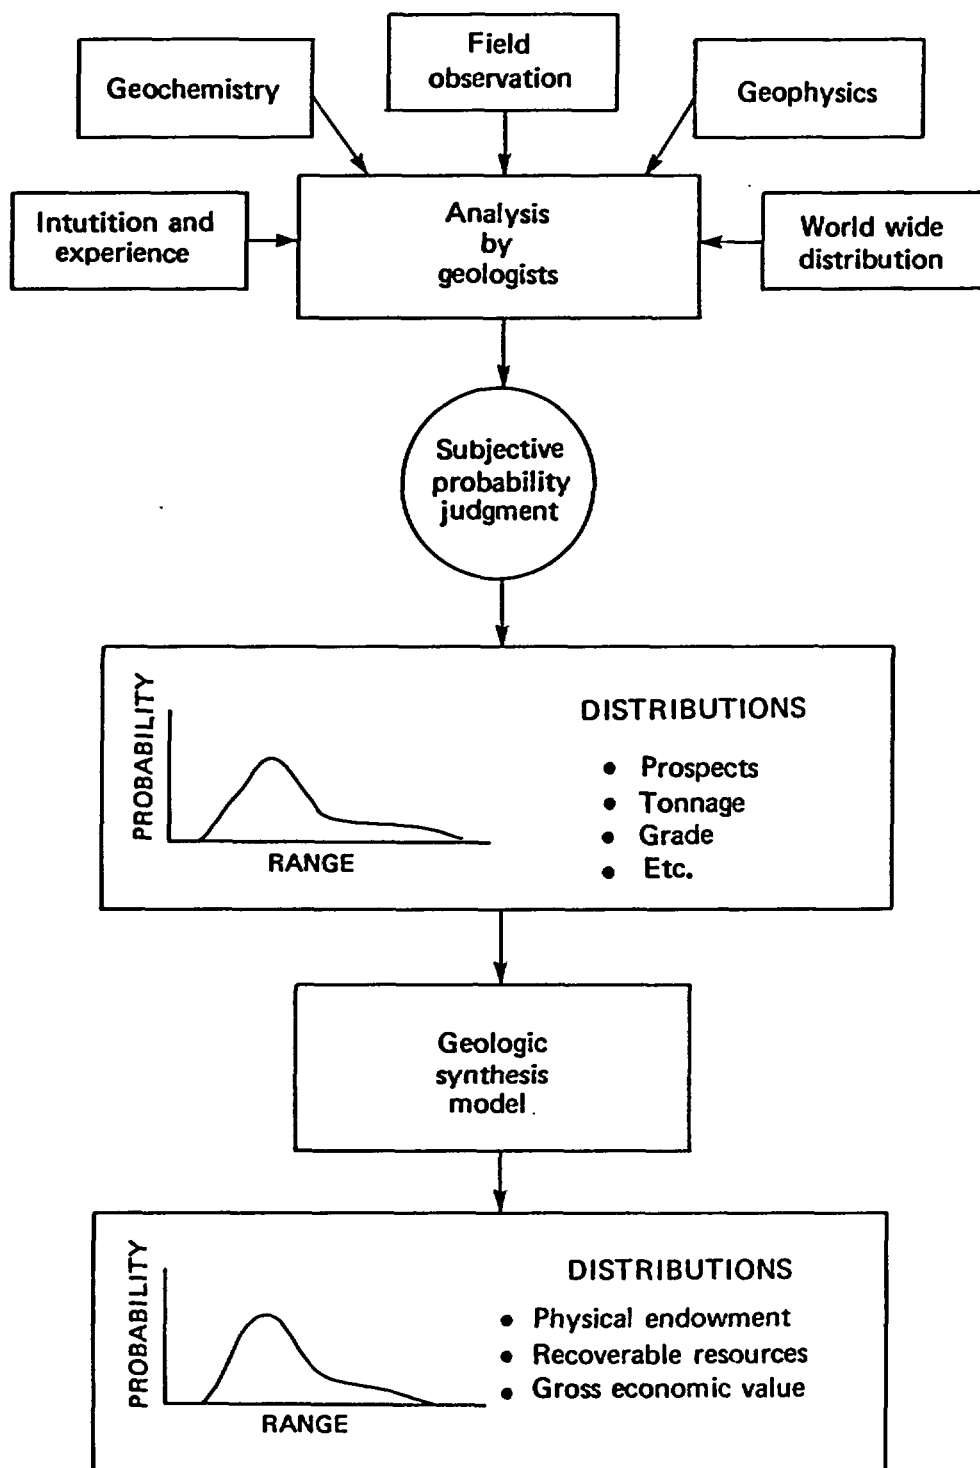 Field
observation
Geochemistry
Geophysics
Intutition and
experience
Analysis
by
geologists
World wide
distribution
Subjective
probability
judgment
PROBABILITY
RANGE
DISTRIBUTIONS
• Prospects
• Tonnage
• Grade
• Etc.
Geologic
synthesis
model
PROBABILITY
RANGE
DISTRIBUTIONS
• Physical endowment
• Recoverable resources
• Gross economic value